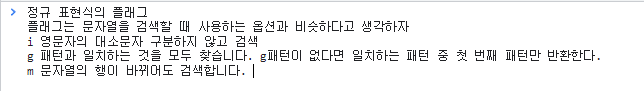 정규 표현식의 플래그
플래그는 문자열을 검색할 때 사용하는 옵션과 비슷하다고 생각하자
i 영문자의 대소문자 구분하지 않고 검색
g 패턴과 일치하는 것을 모두 찾습니다. g패턴이 없다면 일치하는 패턴 중 첫 번째 패턴만 반환한다.
m 문자열의 행이 바뀌어도 검색합니다.